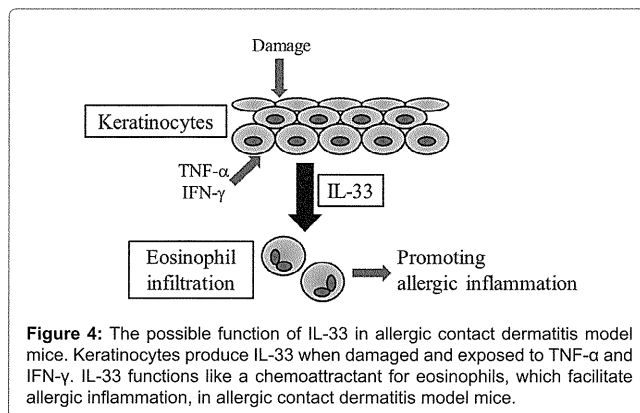 Damage
Keratinocytes
TNF-α
IFN-γ
IL-33
Eosinophil
infiltration
Promoting
allergic inflammation
Figure 4: The possible function of IL-33 in allergic contact dermatitis model
mice. Keratinocytes produce IL-33 when damaged and exposed to TNF-α and
IFN-γ. IL-33 functions like a chemoattractant for eosinophils, which facilitate
allergic inflammation, in allergic contact dermatitis model mice.